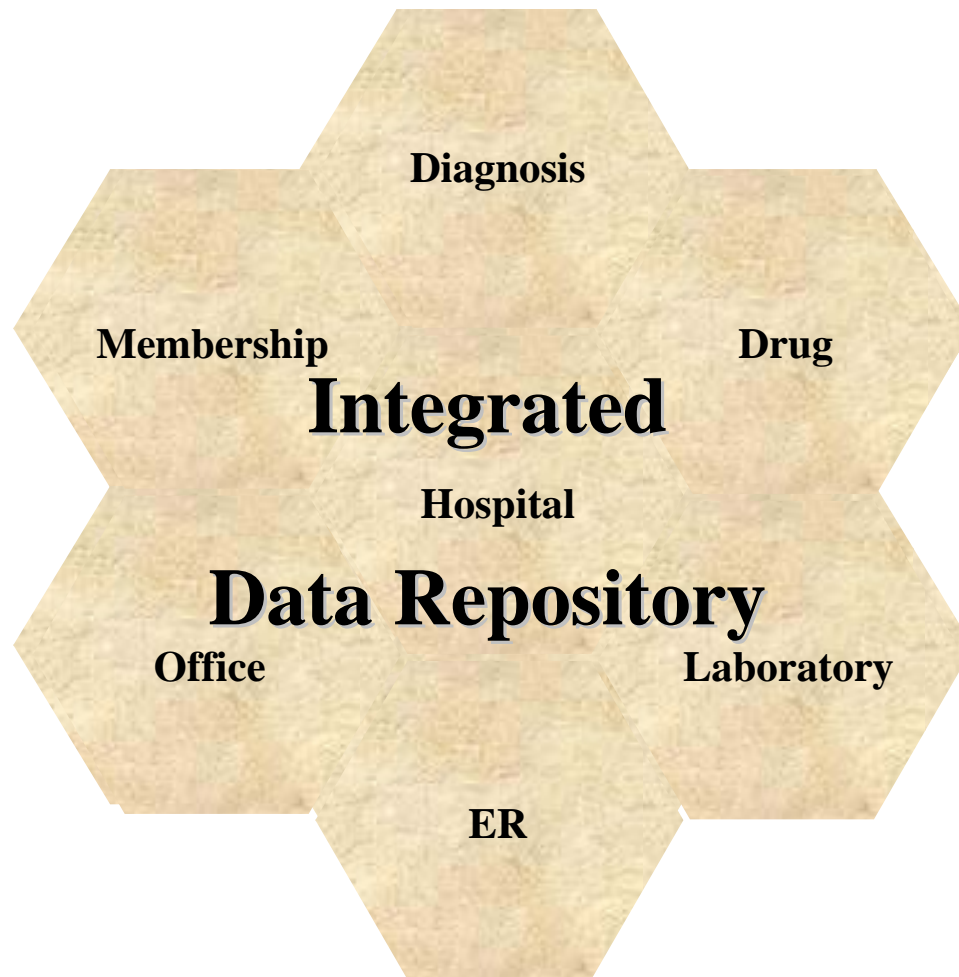 Diagnosis
Membership
Drug
Integrated
Hospital
Data Repository
Office
Laboratory
ER